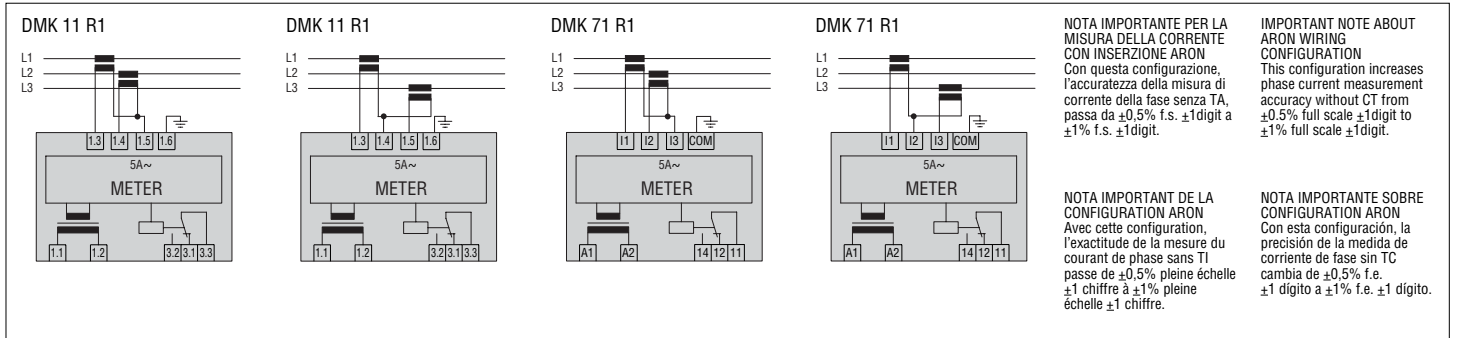 DMK 11 R1
L1
L2
L3
1.3 1.4 1.5 1.6
5A~
METER
1.1 1.2 3.2 3.1 3.3
DMK 11 R1
L1
L2
L3
1.3 1.4 1.5 1.6
5A~
METER
1.1 1.2 3.2 3.1 3.3
DMK 71 R1
L1
L2
L3
I1 I2 I3 COM
5A~
METER
A1 A2 14 12 11
DMK 71 R1
L1
L2
L3
I1 I2 I3 COM
5A~
METER
A1 A2 14 12 11
NOTA IMPORTANTE PER LA
MISURA DELLA CORRENTE
CON INSERZIONE ARON
Con questa configurazione,
l'accuratezza della misura di
corrente della fase senza TA,
passa da ±0,5% f.s. ±1digit a
±1% f.s. ±1digit.
IMPORTANT NOTE ABOUT
ARON WIRING
CONFIGURATION
This configuration increases
phase current measurement
accuracy without CT from
±0.5% full scale ±1digit to
±1% full scale ±1digit.
NOTA IMPORTANT DE LA
CONFIGURATION ARON
Avec cette configuration,
l'exactitude de la mesure du
courant de phase sans TI
passe de ±0,5% pleine échelle
±1 chiffre à ±1% pleine
échelle ±1 chiffre.
NOTA IMPORTANTE SOBRE
CONFIGURATION ARON
Con esta configuración, la
precisión de la medida de
corriente de fase sin TC
cambia de ±0,5% f.e.
±1 dígito a ±1% f.e. ±1 dígito.